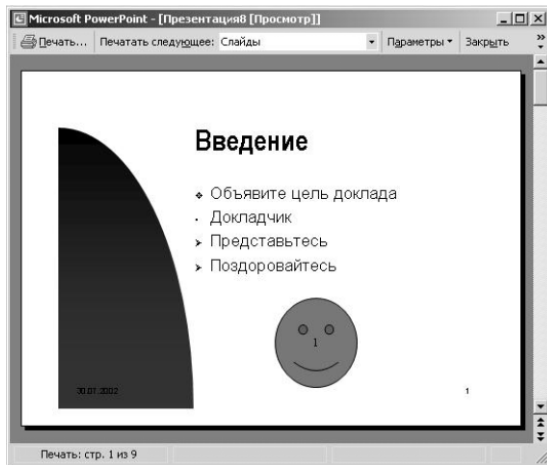 Microsoft PowerPoint - [Презентация8 [Просмотр]]
Печать... Печатать следующее: Слайды Параметры Закрыть
Введение
Объявите цель доклада
Докладчик
Представьтесь
Поздоровайтесь
1
30.01.2002 1
Печать: стр. 1 из 9